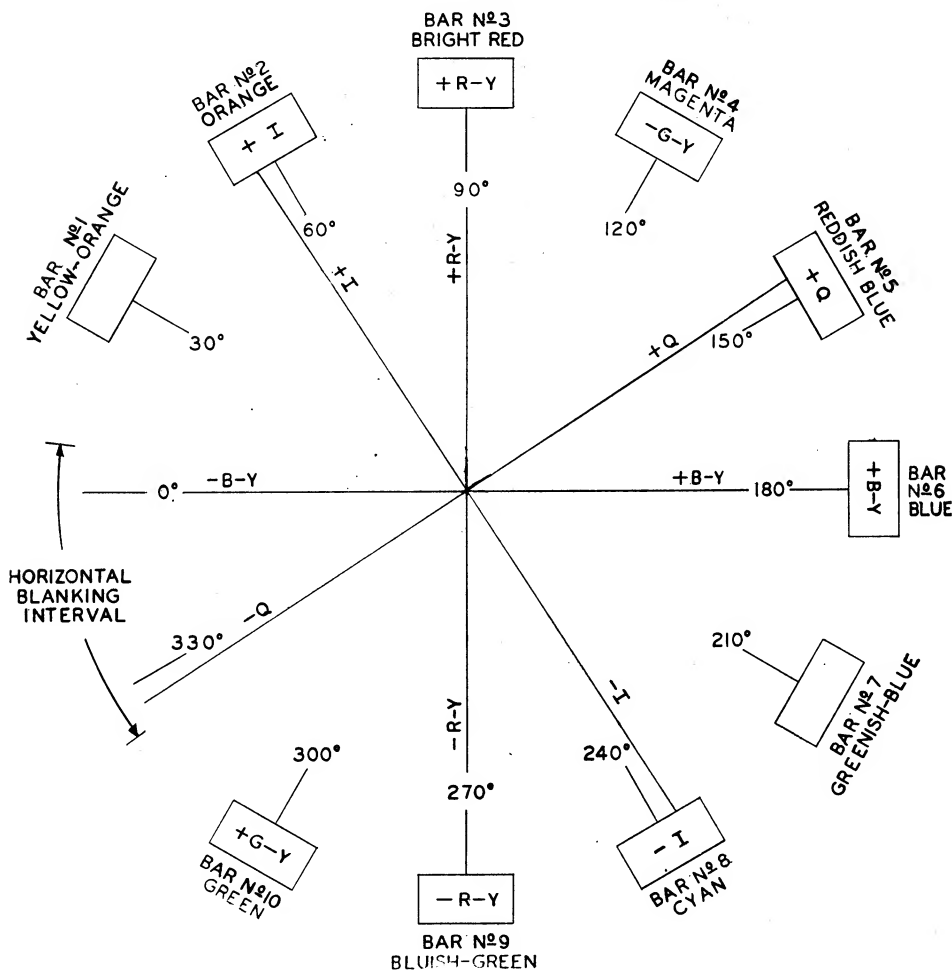 BAR Nº3
BRIGHT RED
+R-Y
90°
+R-Y
BAR Nº2
ORANGE
+ I
60°
+I
BAR Nº4
MAGENTA
-G-Y
120°
BAR Nº1
YELLOW-ORANGE
30°
BAR Nº5
REDDISH BLUE
+Q
150°
+Q
0°
-B-Y
+B-Y
180°
+B-Y
BAR
Nº6
BLUE
HORIZONTAL
BLANKING
INTERVAL
330°
-Q
210°
BAR Nº7
GREENISH-BLUE
300°
+G-Y
BAR Nº10
GREEN
-R-Y
270°
-R-Y
BAR Nº9
BLUISH-GREEN
-I
240°
- I
BAR Nº8
CYAN